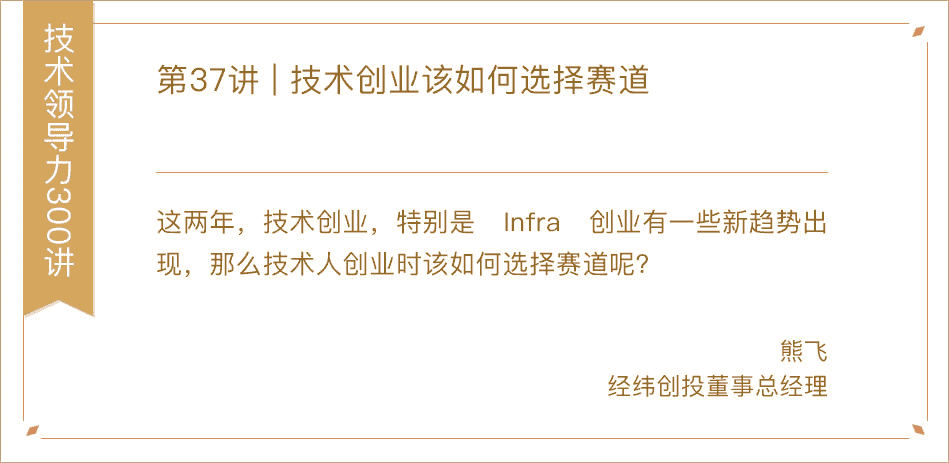 技术领导力300讲
第37讲 | 技术创业该如何选择赛道
这两年，技术创业，特别是 Infra 创业有一些新趋势出
现，那么技术人创业时该如何选择赛道呢？
熊飞
经纬创投董事总经理